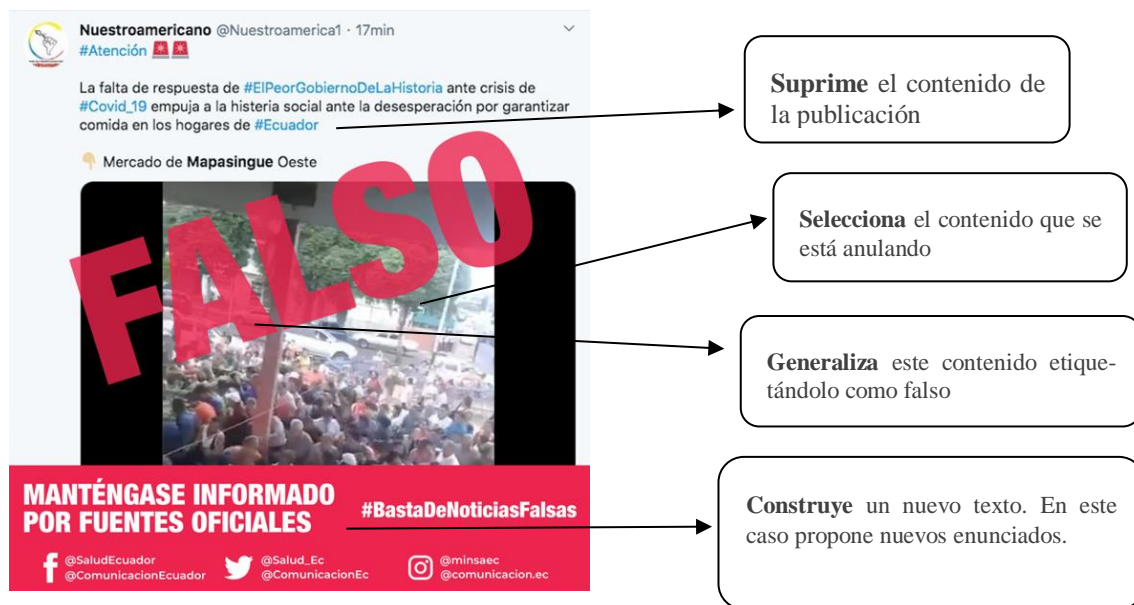 Nuestroamericano @Nuestroamerica1 · 17min
#Atención 🚨🚨
La falta de respuesta de #ElPeorGobiernoDeLaHistoria ante crisis de
#Covid_19 empuja a la histeria social ante la desesperación por garantizar
comida en los hogares de #Ecuador
👇🏼 Mercado de Mapasingue Oeste
FALSO
MANTÉNGASE INFORMADO
POR FUENTES OFICIALES
#BastaDeNoticiasFalsas
@SaludEcuador
@ComunicacionEcuador
@Salud_Ec
@ComunicacionEc
@minsaec
@comunicacion.ec
Suprime el contenido de
la publicación
Selecciona el contenido que se
está anulando
Generaliza este contenido etique-
tándolo como falso
Construye un nuevo texto. En este
caso propone nuevos enunciados.